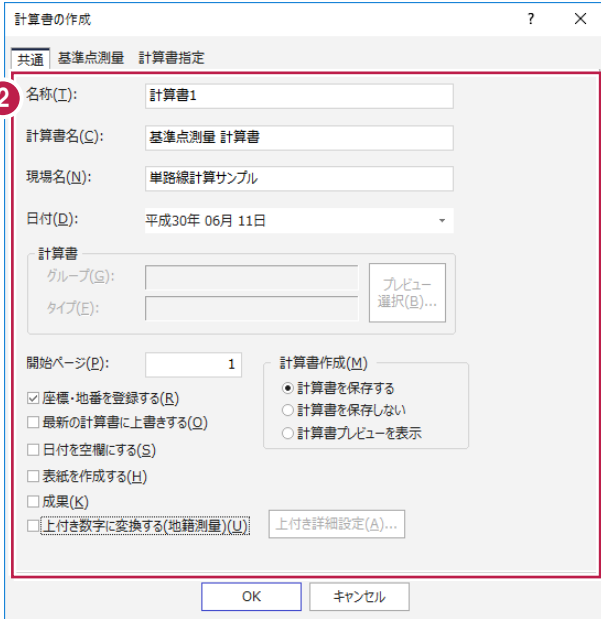 計算書の作成 ? ×
共通 基準点測量 計算書指定
2
名称(T): 計算書1
計算書名(C): 基準点測量 計算書
現場名(N): 単路線計算サンプル
日付(D): 平成30年 06月 11日
計算書
グループ(G):
タイプ(F):
プレビュー
選択(B)...
開始ページ(P): 1
座標・地番を登録する(R)
最新の計算書に上書きする(O)
日付を空欄にする(S)
表紙を作成する(H)
成果(K)
上付き数字に変換する(地籍測量)(U)
計算書作成(M)
計算書を保存する
計算書を保存しない
計算書プレビューを表示
上付き詳細設定(A)...
OK キャンセル